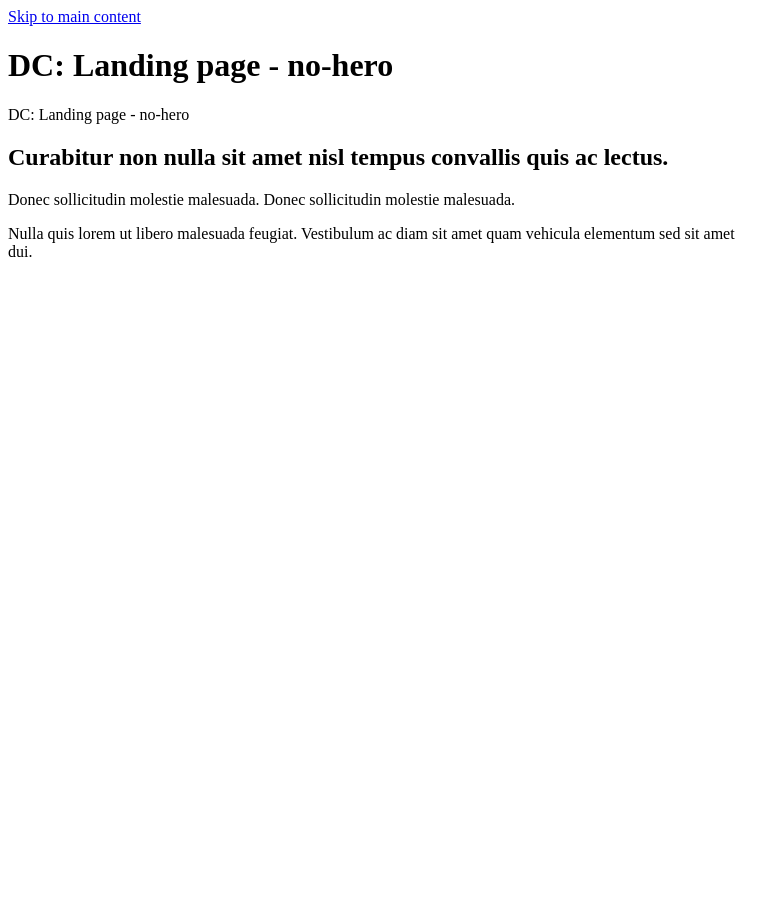 Skip to main content
DC: Landing page - no-hero
DC: Landing page - no-hero
Curabitur non nulla sit amet nisl tempus convallis quis ac lectus.
Donec sollicitudin molestie malesuada. Donec sollicitudin molestie malesuada.
Nulla quis lorem ut libero malesuada feugiat. Vestibulum ac diam sit amet quam vehicula elementum sed sit amet
dui.